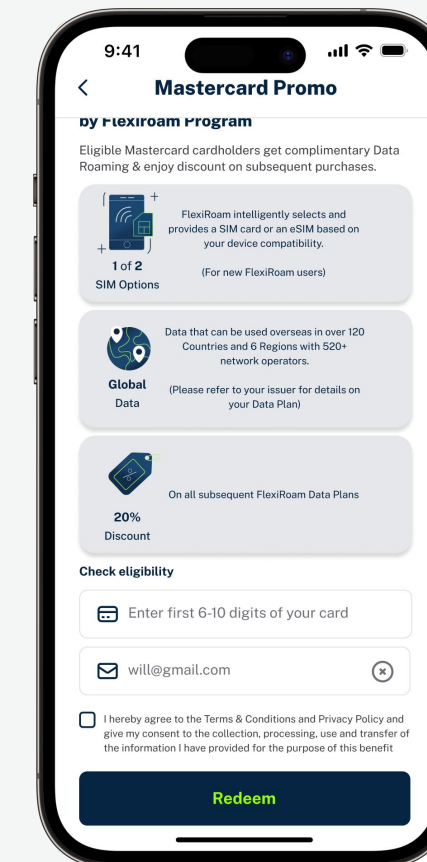 9:41
Mastercard Promo
by Flexiroam Program
Eligible Mastercard cardholders get complimentary Data
Roaming & enjoy discount on subsequent purchases.
FlexiRoam intelligently selects and
provides a SIM card or an eSIM based on
your device compatibility.
(For new FlexiRoam users)
1 of 2
SIM Options
Data that can be used overseas in over 120
Countries and 6 Regions with 520+
network operators.
(Please refer to your issuer for details on
your Data Plan)
Global
Data
On all subsequent FlexiRoam Data Plans
20%
Discount
Check eligibility
Enter first 6-10 digits of your card
will@gmail.com
I hereby agree to the Terms & Conditions and Privacy Policy and
give my consent to the collection, processing, use and transfer of
the information I have provided for the purpose of this benefit
Redeem